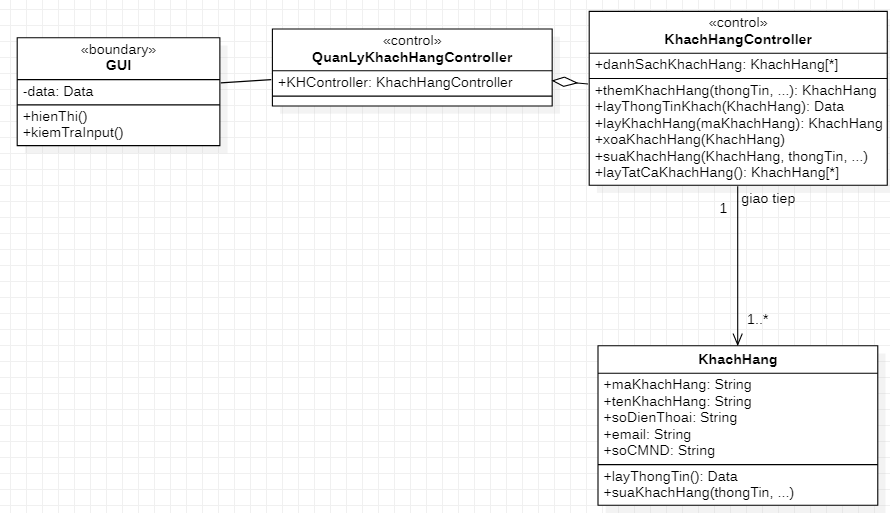 «boundary»
GUI
-data: Data
+hienThi()
+kiemTraInput()
«control»
QuanLyKhachHangController
+KHController: KhachHangController
«control»
KhachHangController
+danhSachKhachHang: KhachHang[*]
+themKhachHang(thongTin, ...): KhachHang
+layThongTinKhach(KhachHang): Data
+layKhachHang(maKhachHang): KhachHang
+xoaKhachHang(KhachHang)
+suaKhachHang(KhachHang, thongTin, ...)
+layTatCaKhachHang(): KhachHang[*]
giao tiep
1
1..*
KhachHang
+maKhachHang: String
+tenKhachHang: String
+soDienThoai: String
+email: String
+soCMND: String
+layThongTin(): Data
+suaKhachHang(thongTin, ...)